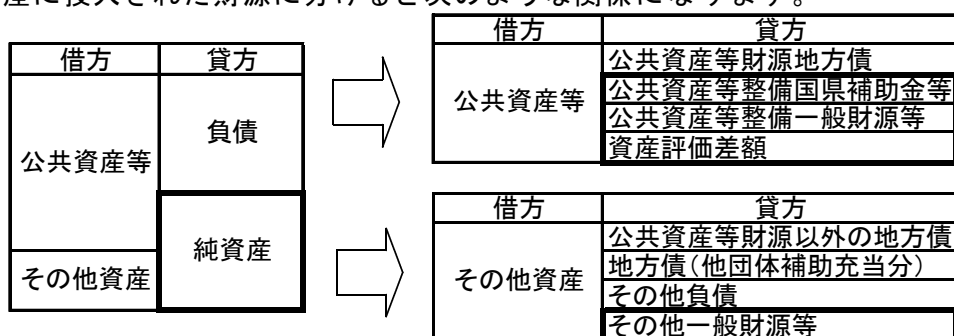 産に投入された財源に分けると次のような関係になります。
借方 貸方
公共資産等 負債
その他資産 純資産
借方 貸方
公共資産等 公共資産等財源地方債
公共資産等整備国県補助金等
公共資産等整備一般財源等
資産評価差額
借方 貸方
その他資産 公共資産等財源以外の地方債
地方債(他団体補助充当分)
その他負債
その他一般財源等